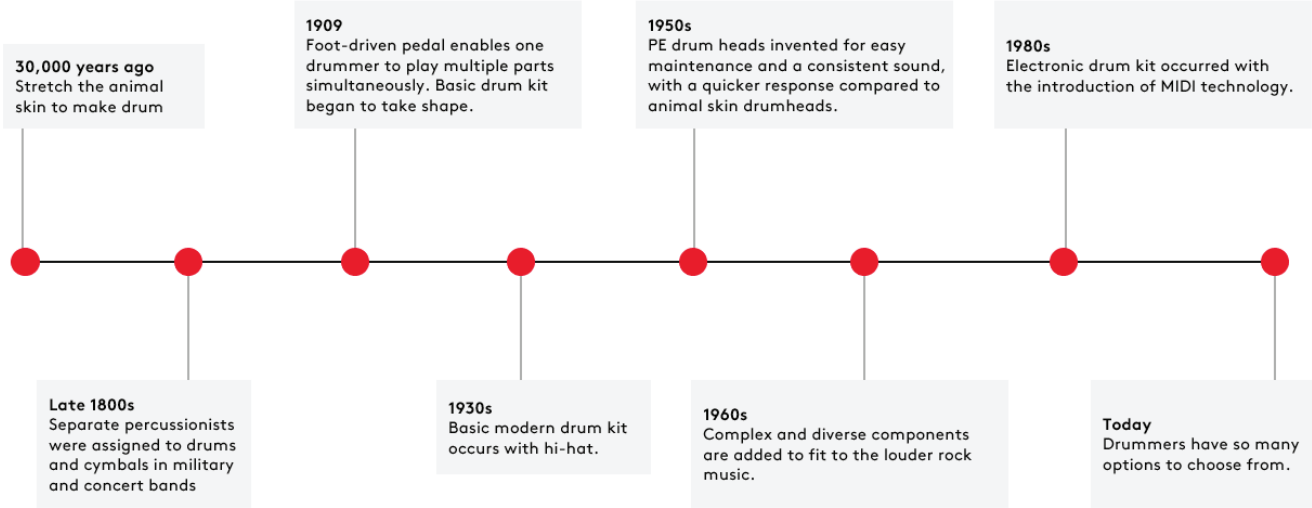 30,000 years ago
Stretch the animal
skin to make drum
Late 1800s
Separate percussionists
were assigned to drums
and cymbals in military
and concert bands
1909
Foot-driven pedal enables one
drummer to play multiple parts
simultaneously. Basic drum kit
began to take shape.
1930s
Basic modern drum kit
occurs with hi-hat.
1950s
PE drum heads invented for easy
maintenance and a consistent sound,
with a quicker response compared to
animal skin drumheads.
1960s
Complex and diverse components
are added to fit to the louder rock
music.
1980s
Electronic drum kit occurred with
the introduction of MIDI technology.
Today
Drummers have so many
options to choose from.